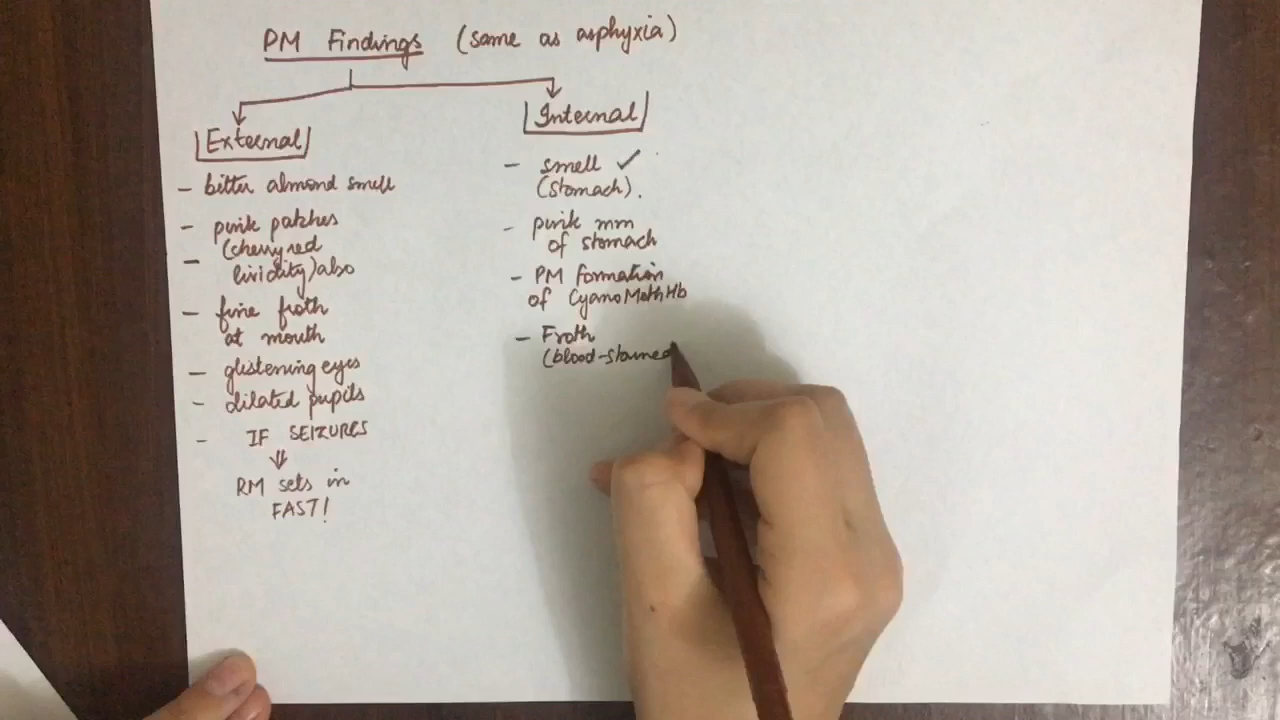 PM Findings (same as asphyxia)
External
- bitter almond smell
- pink patches
(cherry red
- lividity) also
- fine froth
at mouth
- glistening eyes
- dilated pupils
- IF SEIZURES
RM sets in
FAST!
Internal
- smell ✓
(stomach).
- pink mm
of stomach
- PM formation
of CyanoMethHb
- Froth
(blood-stained